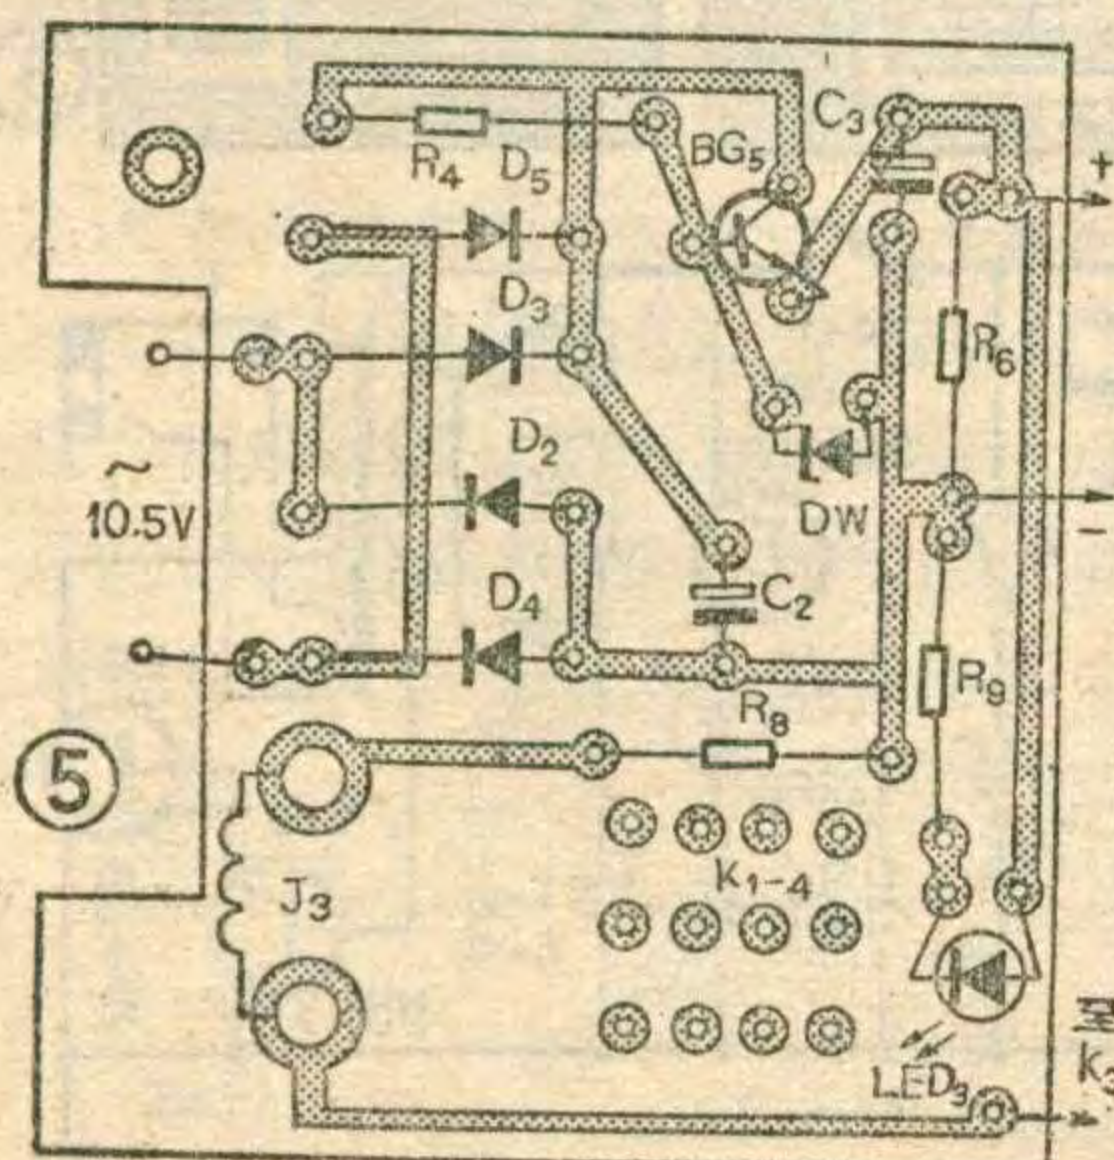 C₃
R₄
D₅
BG₅
+
D₃
R₆
D₂
~
10.5V
DW
−
D₄
C₂
R₉
R₈
5
K₁₋₄
J₃
LED₃